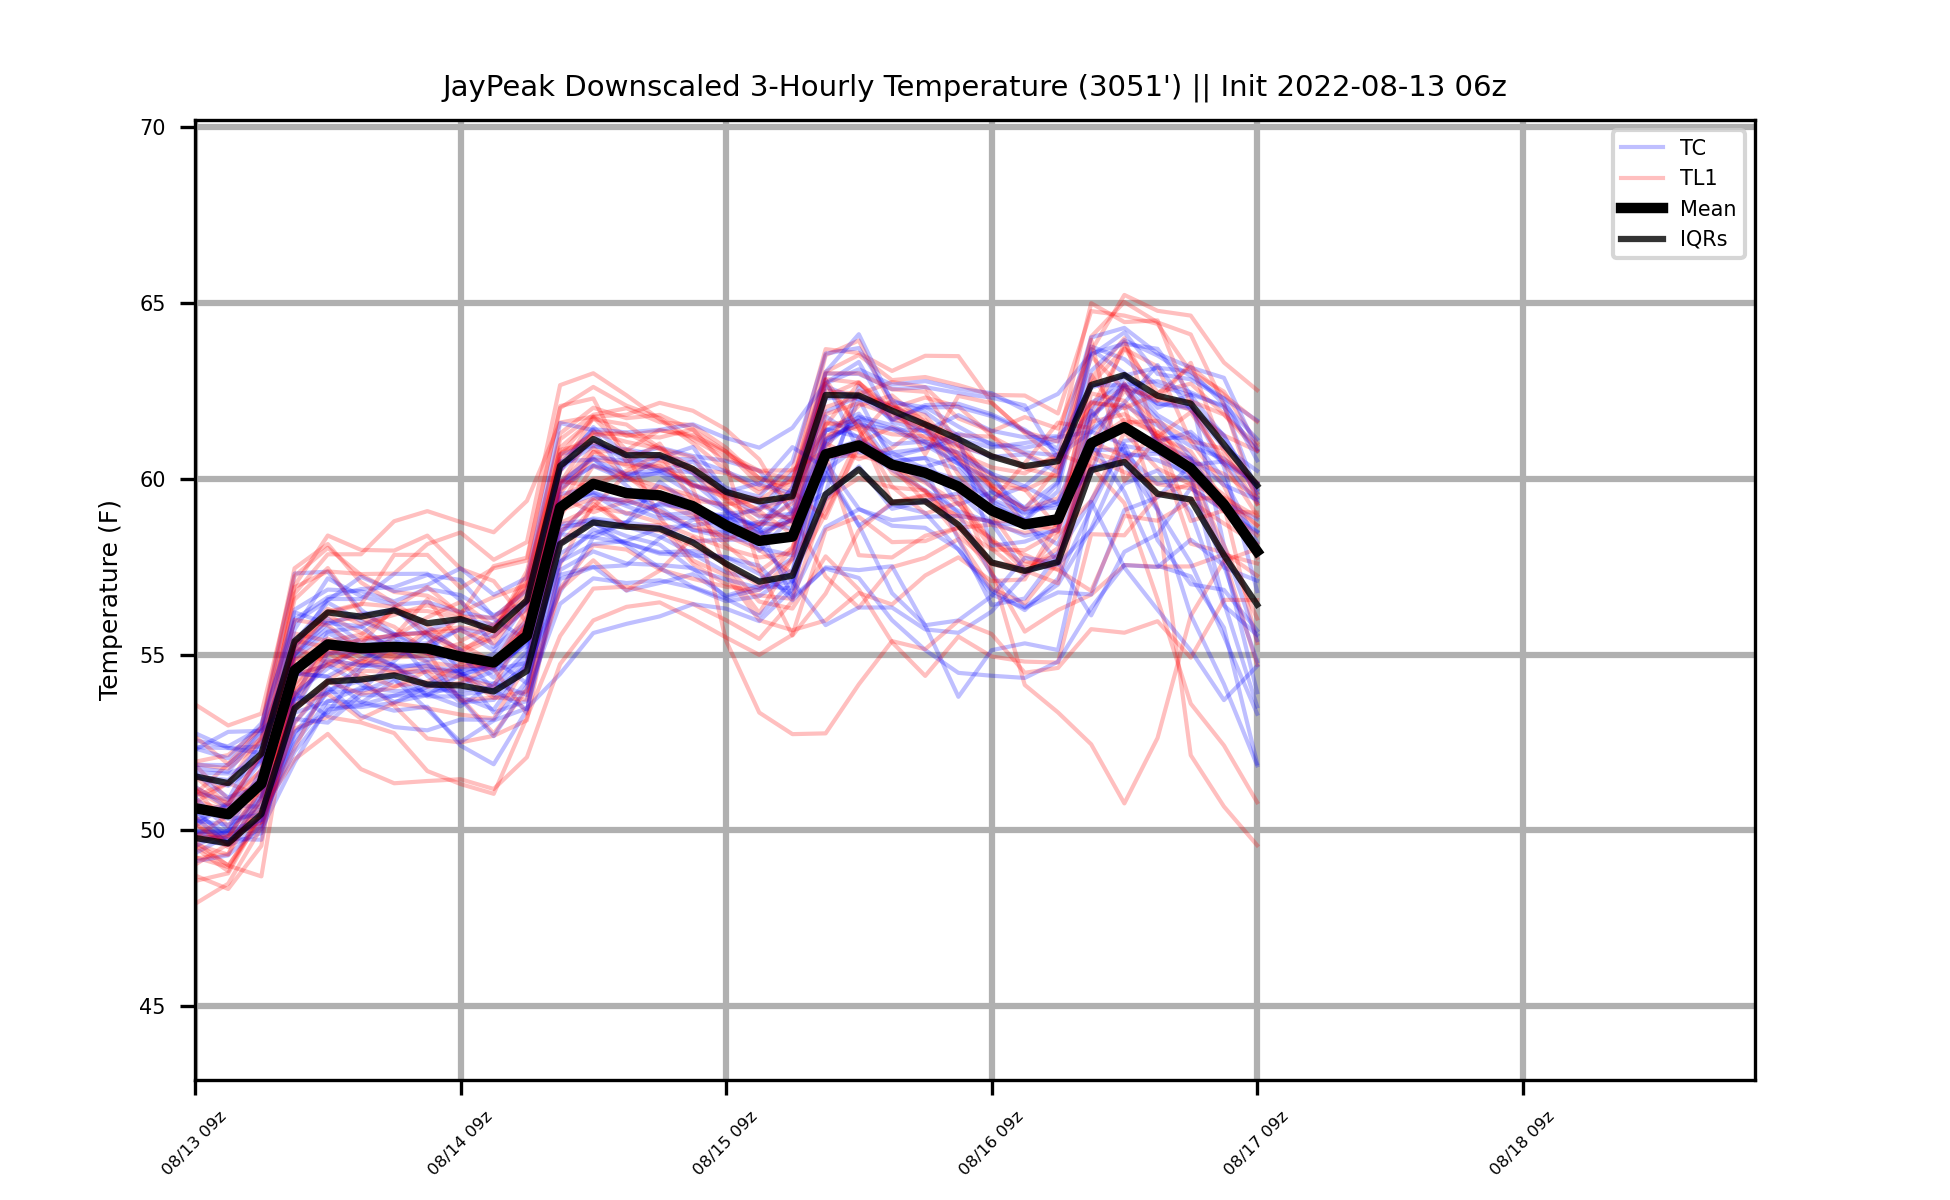 JayPeak Downscaled 3-Hourly Temperature (3051') || Init 2022-08-13 06z
TC
TL1
Mean
IQRs
Temperature (F)
70
65
60
55
50
45
08/13 09z
08/14 09z
08/15 09z
08/16 09z
08/17 09z
08/18 09z